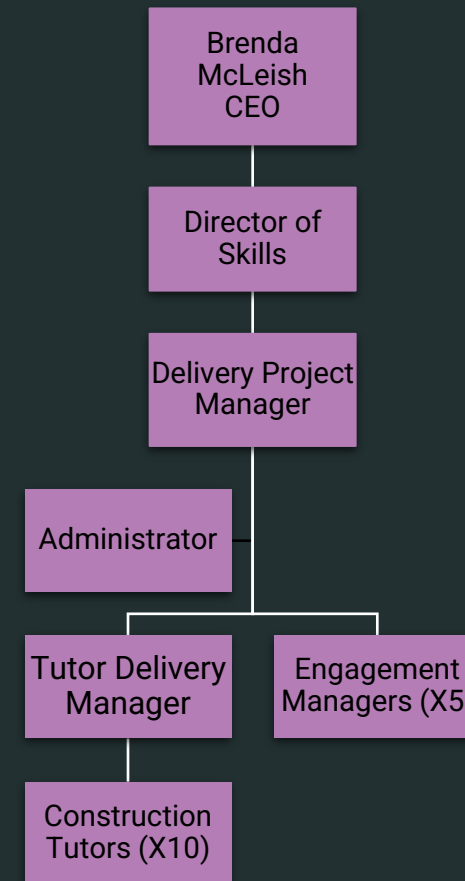 Brenda
McLeish
CEO
Director of
Skills
Delivery Project
Manager
Administrator
Tutor Delivery
Manager
Engagement
Managers (X5
Construction
Tutors (X10)